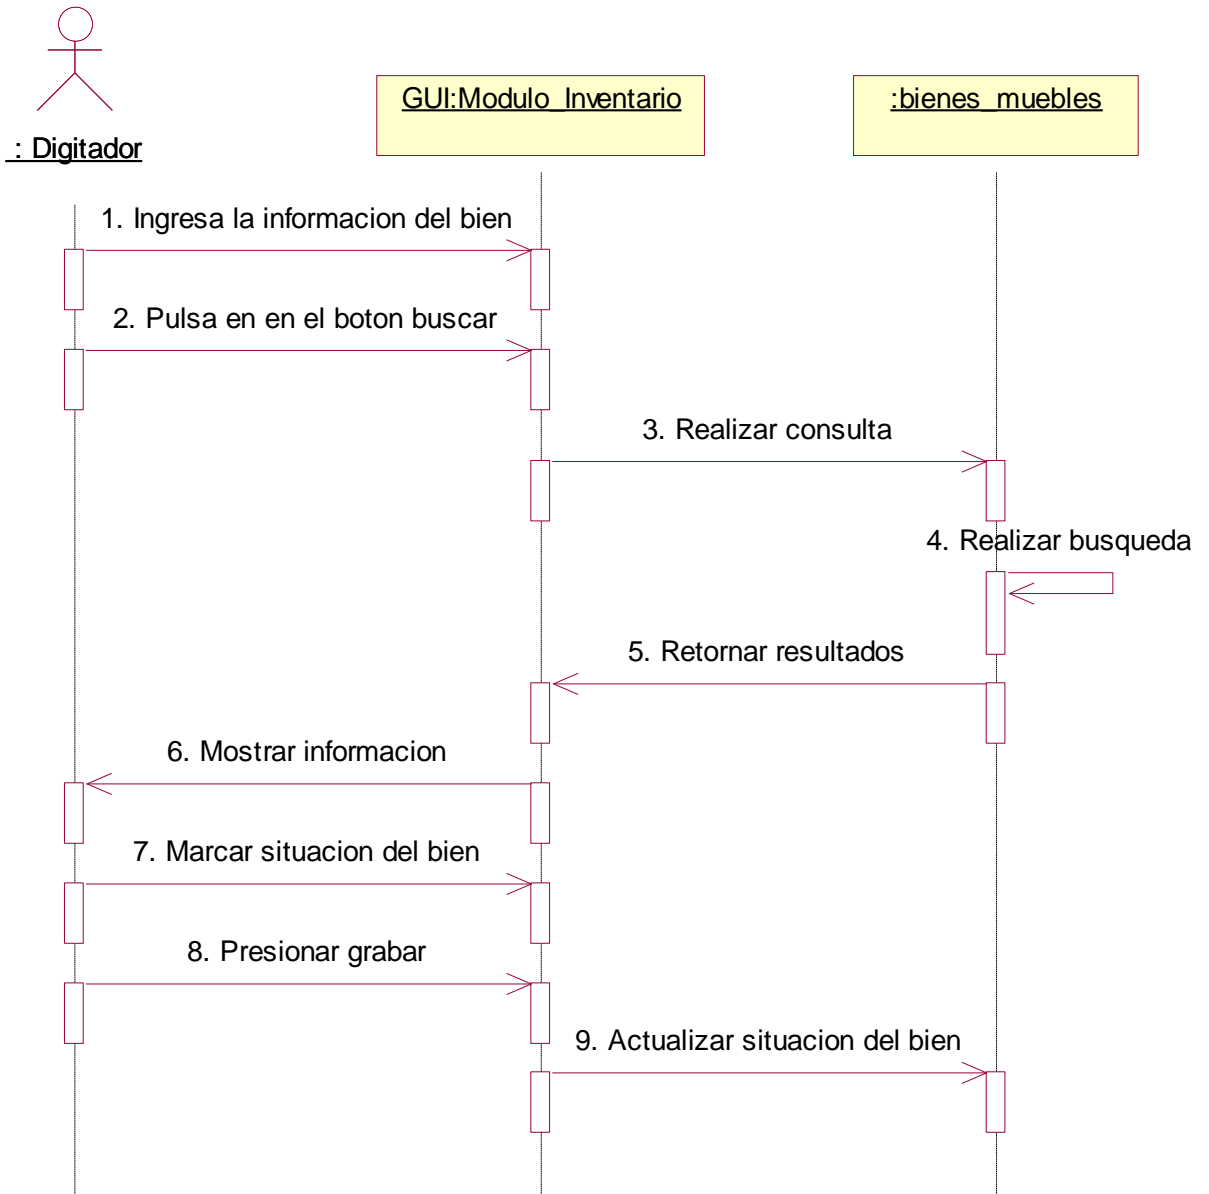 GUI:Modulo_Inventario
:bienes_muebles
: Digitador
1. Ingresa la informacion del bien
2. Pulsa en en el boton buscar
3. Realizar consulta
4. Realizar busqueda
5. Retornar resultados
6. Mostrar informacion
7. Marcar situacion del bien
8. Presionar grabar
9. Actualizar situacion del bien